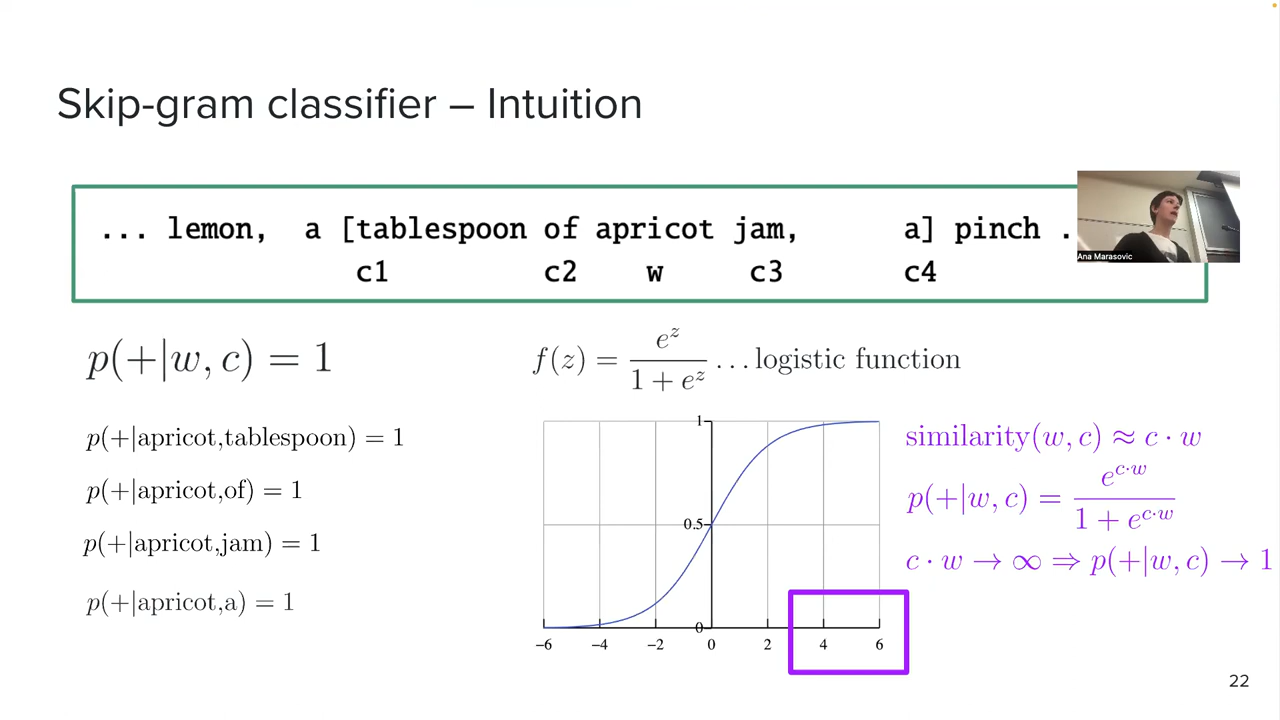 Skip-gram classifier – Intuition
... lemon, a [tablespoon of apricot jam, a] pinch .
c1 c2 w c3 c4
Ana Marasovic
p(+|w, c) = 1
p(+|apricot,tablespoon) = 1
p(+|apricot,of) = 1
p(+|apricot,jam) = 1
p(+|apricot,a) = 1
f(z) = e^z / (1 + e^z) ... logistic function
1
0.5
0
−6 −4 −2 0 2 4 6
similarity(w, c) ≈ c · w
p(+|w, c) = e^{c·w} / (1 + e^{c·w})
c · w → ∞ ⇒ p(+|w, c) → 1
22